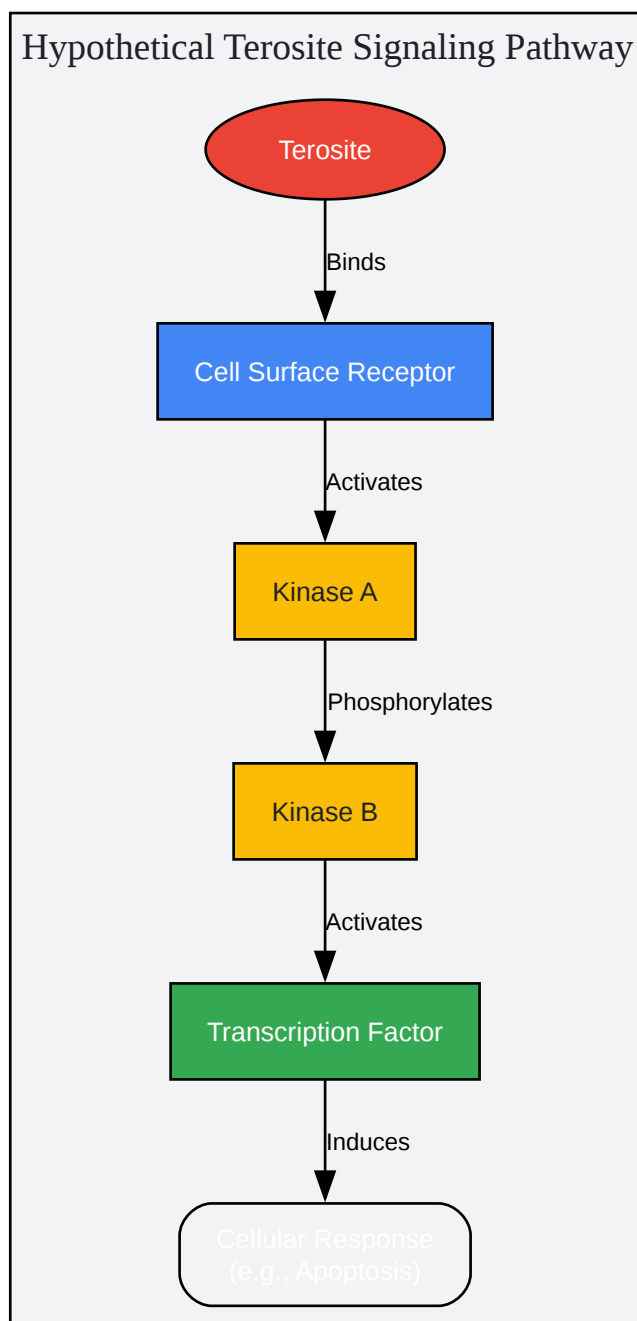 Hypothetical Terosite Signaling Pathway
Terosite
Binds
Cell Surface Receptor
Activates
Kinase A
Phosphorylates
Kinase B
Activates
Transcription Factor
Induces
Cellular Response
(e.g., Apoptosis)